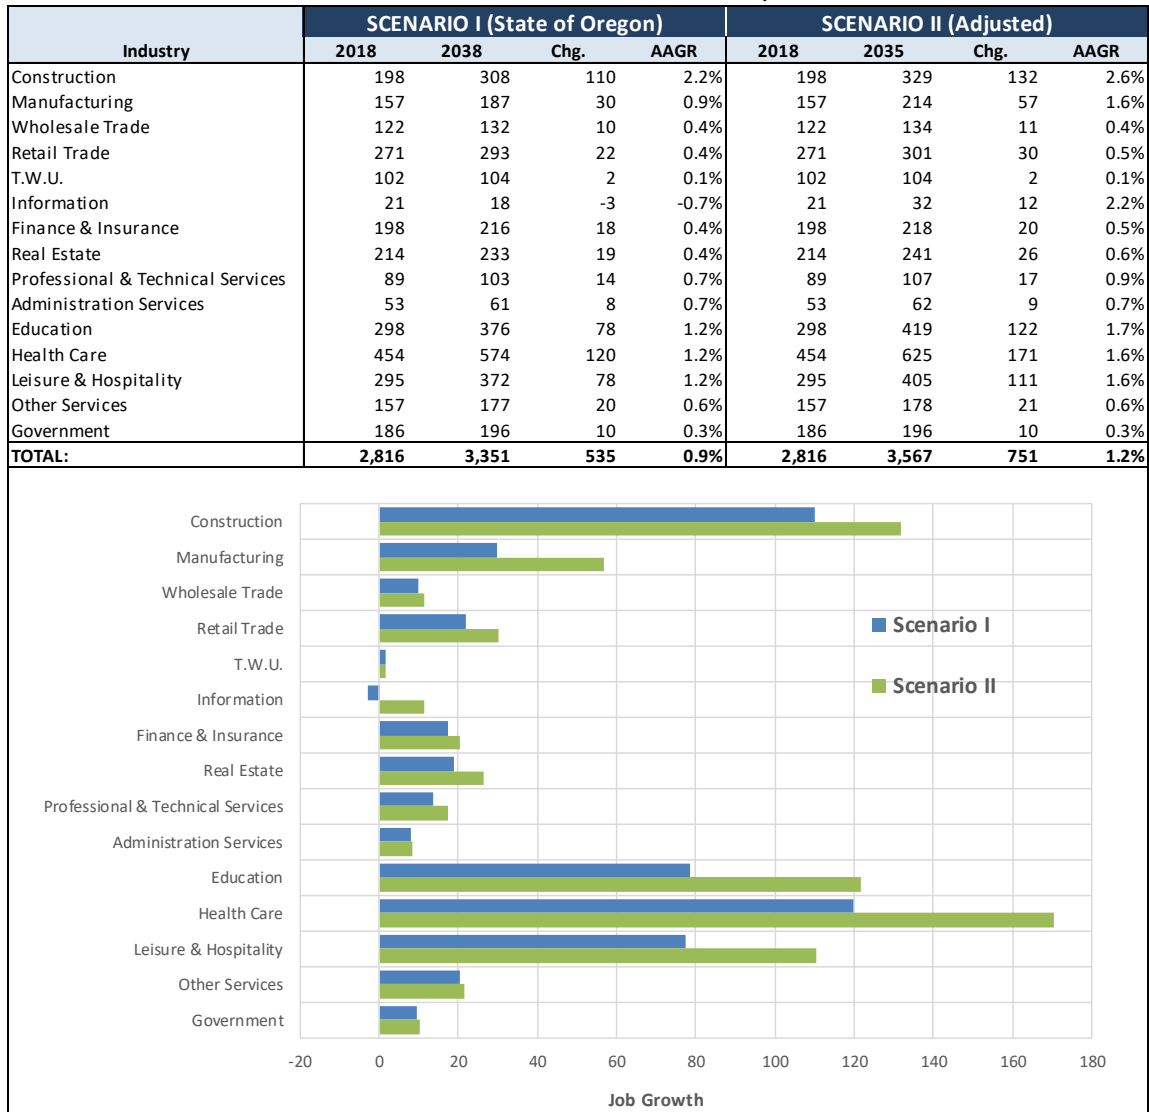 SCENARIO I (State of Oregon) SCENARIO II (Adjusted)
Industry 2018 2038 Chg. AAGR 2018 2035 Chg. AAGR
Construction 198 308 110 2.2% 198 329 132 2.6%
Manufacturing 157 187 30 0.9% 157 214 57 1.6%
Wholesale Trade 122 132 10 0.4% 122 134 11 0.4%
Retail Trade 271 293 22 0.4% 271 301 30 0.5%
T.W.U. 102 104 2 0.1% 102 104 2 0.1%
Information 21 18 -3 -0.7% 21 32 12 2.2%
Finance & Insurance 198 216 18 0.4% 198 218 20 0.5%
Real Estate 214 233 19 0.4% 214 241 26 0.6%
Professional & Technical Services 89 103 14 0.7% 89 107 17 0.9%
Administration Services 53 61 8 0.7% 53 62 9 0.7%
Education 298 376 78 1.2% 298 419 122 1.7%
Health Care 454 574 120 1.2% 454 625 171 1.6%
Leisure & Hospitality 295 372 78 1.2% 295 405 111 1.6%
Other Services 157 177 20 0.6% 157 178 21 0.6%
Government 186 196 10 0.3% 186 196 10 0.3%
TOTAL: 2,816 3,351 535 0.9% 2,816 3,567 751 1.2%
Construction
Manufacturing
Wholesale Trade
Retail Trade
Scenario I
T.W.U.
Scenario II
Information
Finance & Insurance
Real Estate
Professional & Technical Services
Administration Services
Education
Health Care
Leisure & Hospitality
Other Services
Government
-20 0 20 40 60 80 100 120 140 160 180
Job Growth